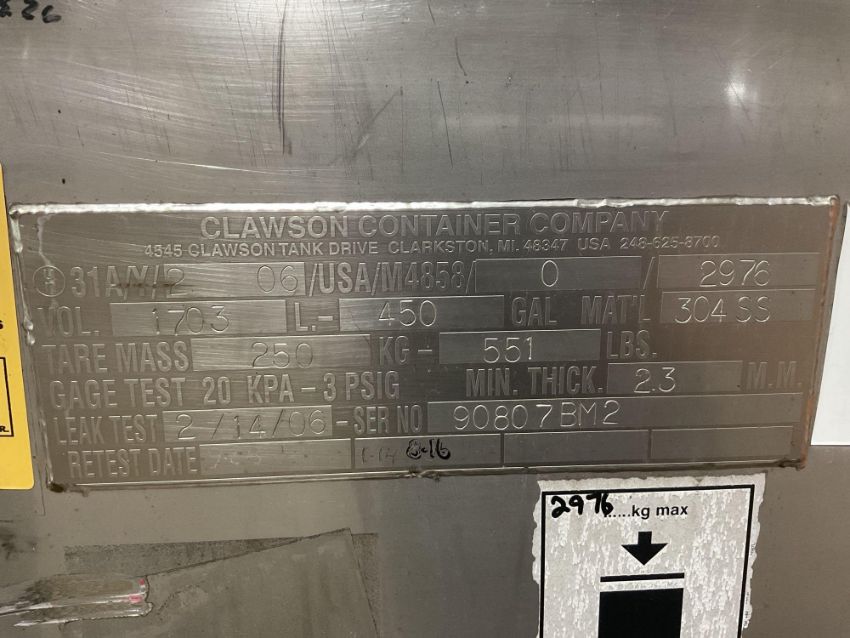 CLAWSON CONTAINER COMPANY
4545 CLAWSON TANK DRIVE CLARKSTON, MI. 48347 USA 248-625-8700
31A/Y/2 06/USA/M4858/ 0 / 2976
VOL. 1703 L.- 450 GAL MAT'L 304 SS
TARE MASS 250 KG - 551 LBS.
GAGE TEST 20 KPA - 3 PSIG MIN. THICK. 2.3 M.M.
LEAK TEST 2/14/06 - SER NO 90807BM2
RETEST DATE 8-16
2976 ......kg max